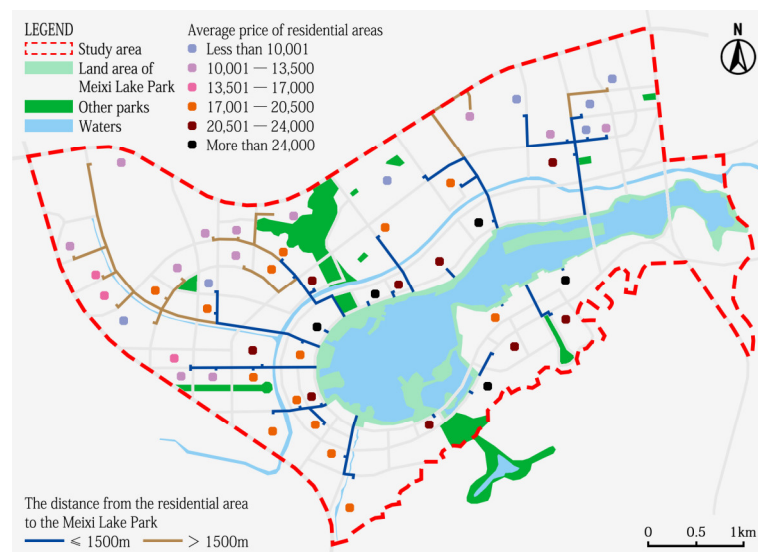 LEGEND
Study area
Land area of
Meixi Lake Park
Other parks
Waters
Average price of residential areas
Less than 10,001
10,001 — 13,500
13,501 — 17,000
17,001 — 20,500
20,501 — 24,000
More than 24,000
N
The distance from the residential area
to the Meixi Lake Park
≤ 1500m > 1500m
0 0.5 1km